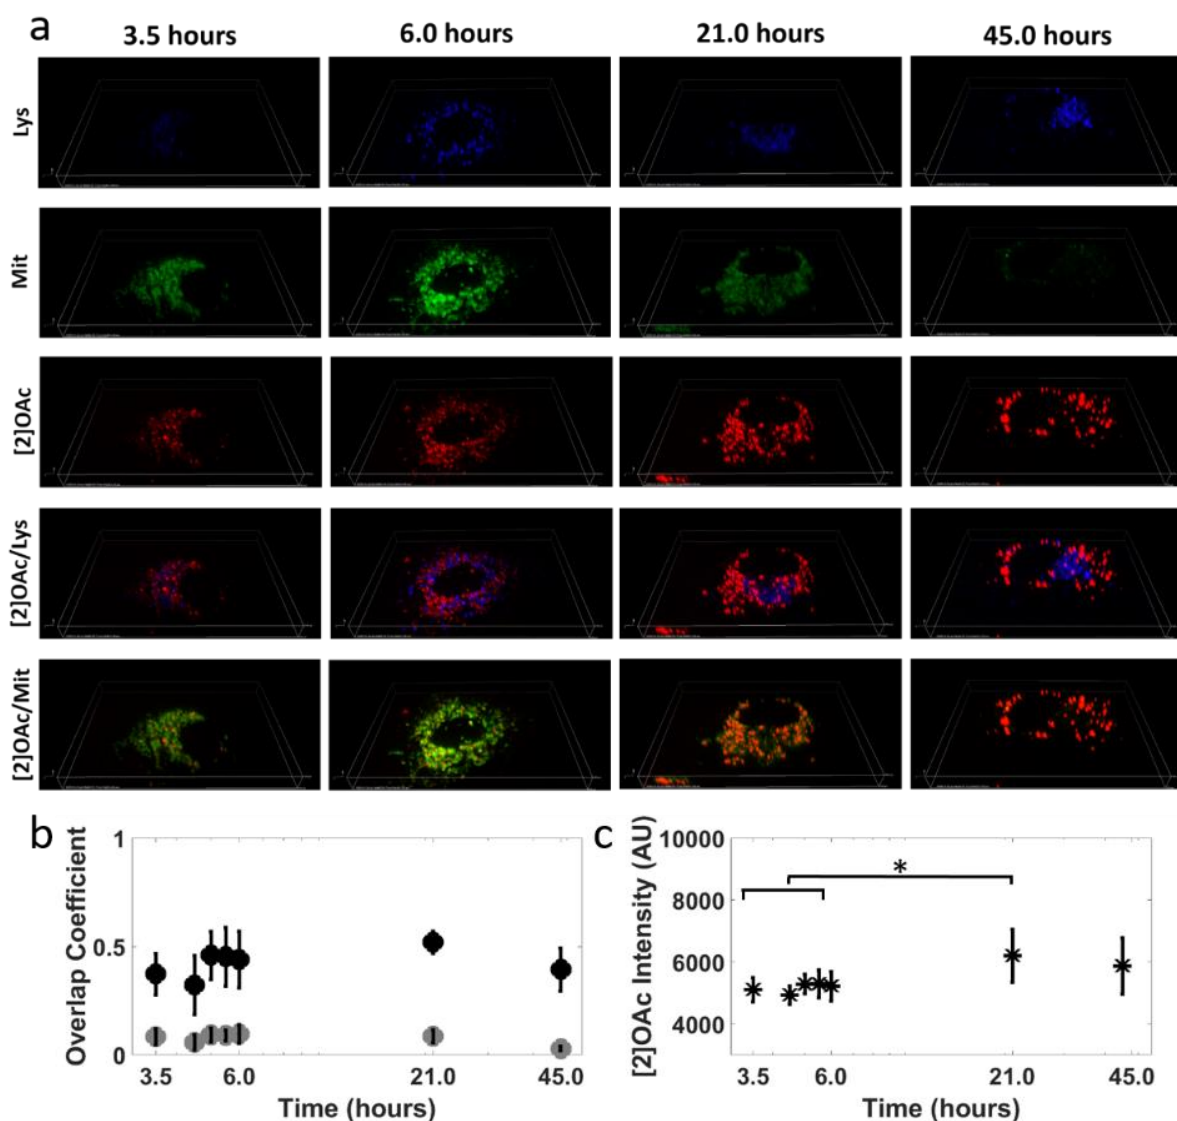 a
3.5 hours 6.0 hours 21.0 hours 45.0 hours
Lys
Mit
[2]OAc
[2]OAc/Lys
[2]OAc/Mit
b
Overlap Coefficient
1
0.5
0
3.5 6.0 21.0 45.0
Time (hours)
c
[2]OAc Intensity (AU)
10000
8000
6000
4000
*
3.5 6.0 21.0 45.0
Time (hours)